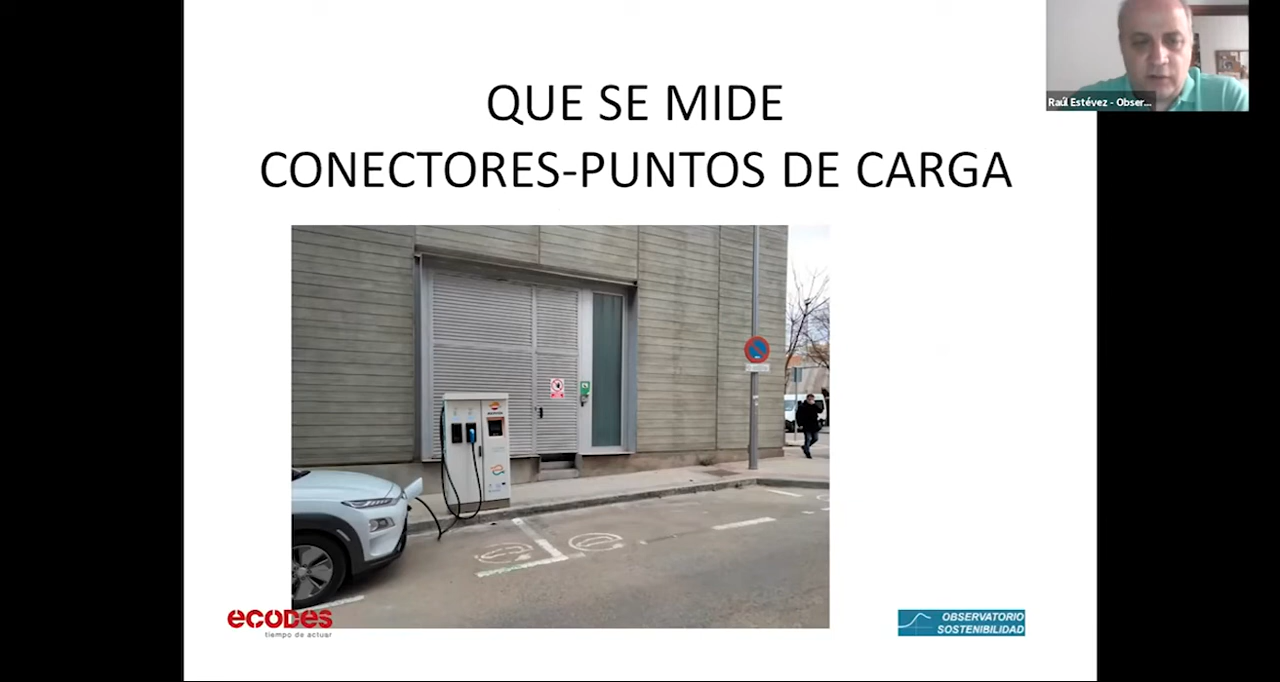 QUE SE MIDE
CONECTORES-PUNTOS DE CARGA
Raúl Estévez - Obser...
ecodes
tiempo de actuar
OBSERVATORIO
SOSTENIBILIDAD